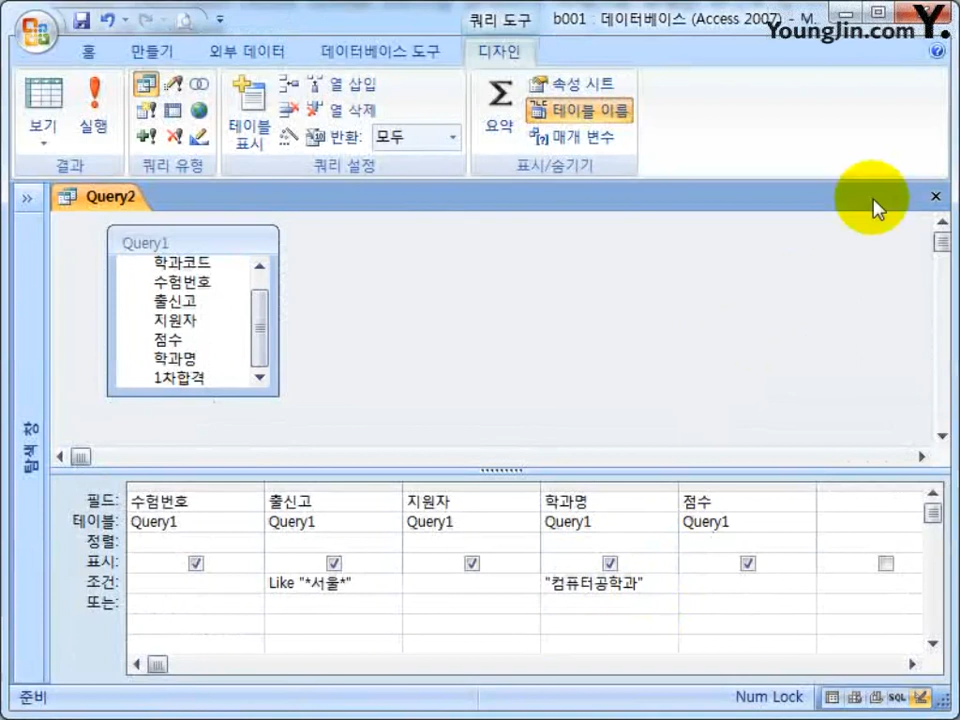 쿼리 도구
b001 : 데이터베이스 (Access 2007) - M.
YoungJin.com Y.
홈
만들기
외부 데이터
데이터베이스 도구
디자인
보기
실행
결과
쿼리 유형
테이블
표시
열 삽입
열 삭제
반환: 모두
쿼리 설정
요약
속성 시트
테이블 이름
매개 변수
표시/숨기기
Query2
탐색 창
Query1
학과코드
수험번호
출신고
지원자
점수
학과명
1차합격
필드: 수험번호 출신고 지원자 학과명 점수
테이블: Query1 Query1 Query1 Query1 Query1
정렬:
표시:
조건: Like "*서울*" "컴퓨터공학과"
또는:
준비
Num Lock
SQL